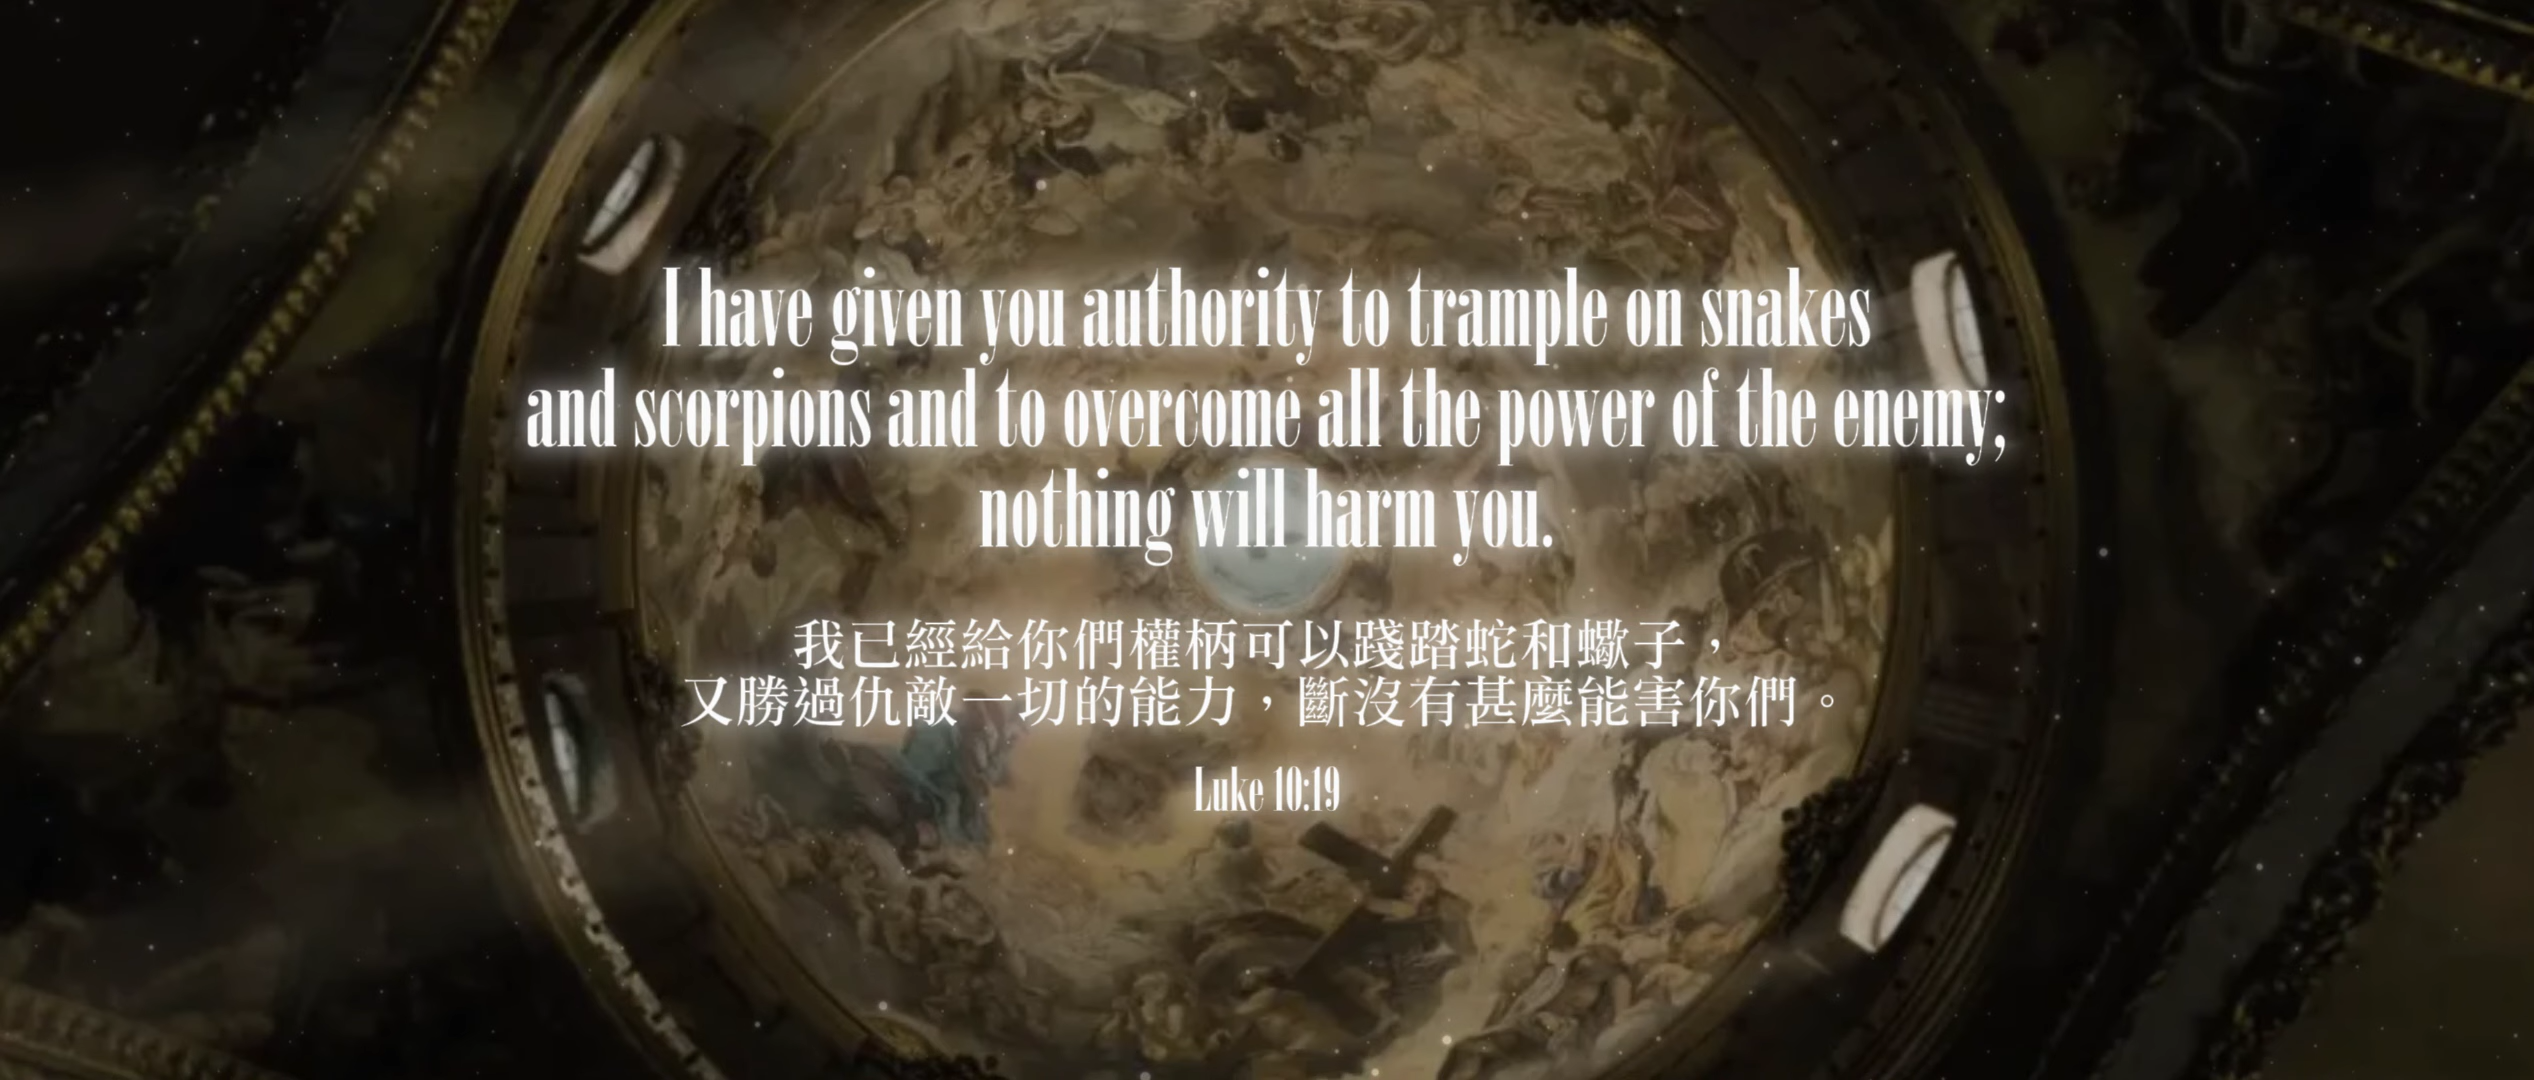 I have given you authority to trample on snakes
and scorpions and to overcome all the power of the enemy;
nothing will harm you.
我已經給你們權柄可以踐踏蛇和蠍子，
又勝過仇敵一切的能力，斷沒有甚麼能害你們。
Luke 10:19